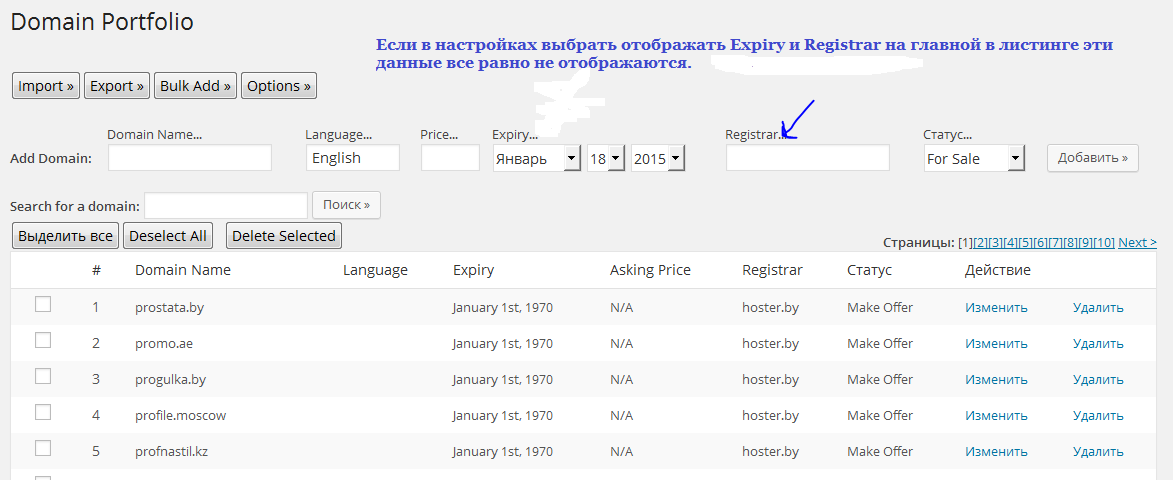 Domain Portfolio
Если в настройках выбрать отображать Expiry и Registrar на главной в листинге эти
данные все равно не отображаются.
Import » Export » Bulk Add » Options »
Domain Name... Language... Price... Expiry... Registrar... Статус...
Add Domain: English Январь 18 2015 For Sale Добавить »
Search for a domain: Поиск »
Выделить все Deselect All Delete Selected
Страницы: [1][2][3][4][5][6][7][8][9][10] Next >
# Domain Name Language Expiry Asking Price Registrar Статус Действие
1 prostata.by January 1st, 1970 N/A hoster.by Make Offer Изменить Удалить
2 promo.ae January 1st, 1970 N/A hoster.by Make Offer Изменить Удалить
3 progulka.by January 1st, 1970 N/A hoster.by Make Offer Изменить Удалить
4 profile.moscow January 1st, 1970 N/A hoster.by Make Offer Изменить Удалить
5 profnastil.kz January 1st, 1970 N/A hoster.by Make Offer Изменить Удалить